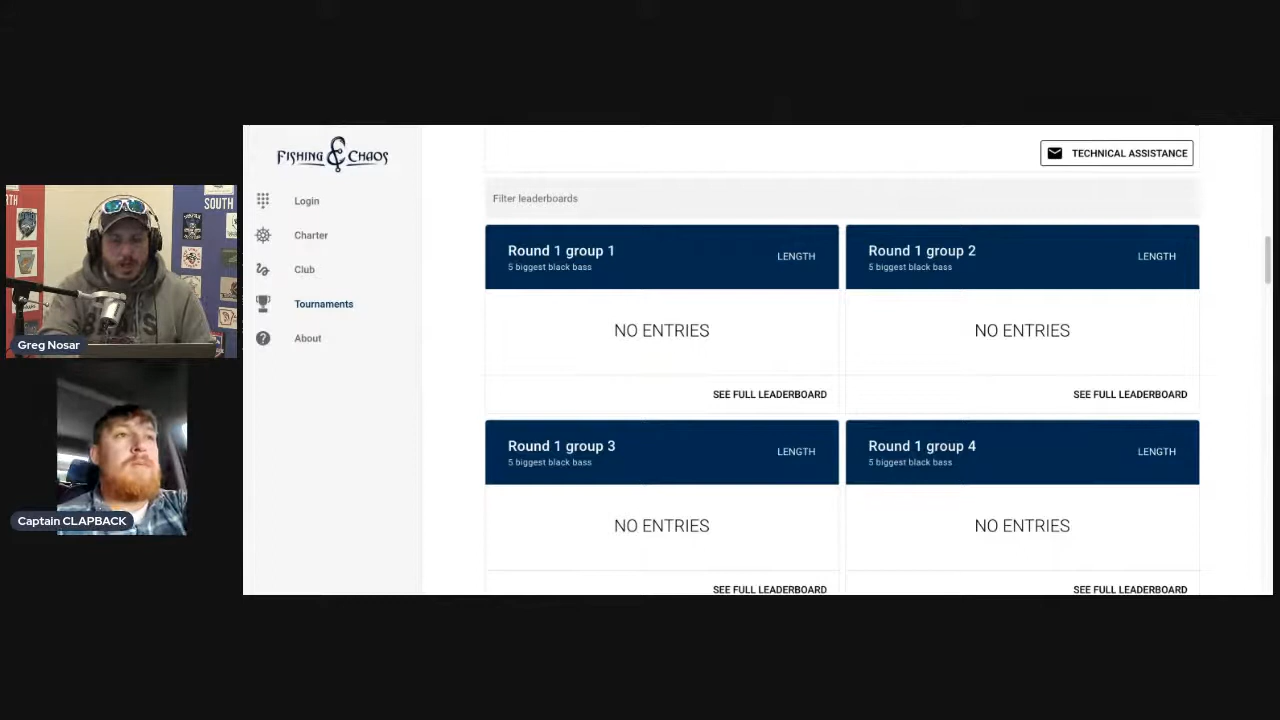 FISHING & CHAOS
Login
Charter
Club
Tournaments
About
TECHNICAL ASSISTANCE
Filter leaderboards
Round 1 group 1
5 biggest black bass
LENGTH
NO ENTRIES
SEE FULL LEADERBOARD
Round 1 group 2
5 biggest black bass
LENGTH
NO ENTRIES
SEE FULL LEADERBOARD
Round 1 group 3
5 biggest black bass
LENGTH
NO ENTRIES
SEE FULL LEADERBOARD
Round 1 group 4
5 biggest black bass
LENGTH
NO ENTRIES
SEE FULL LEADERBOARD
SOUTH
Greg Nosar
Captain CLAPBACK